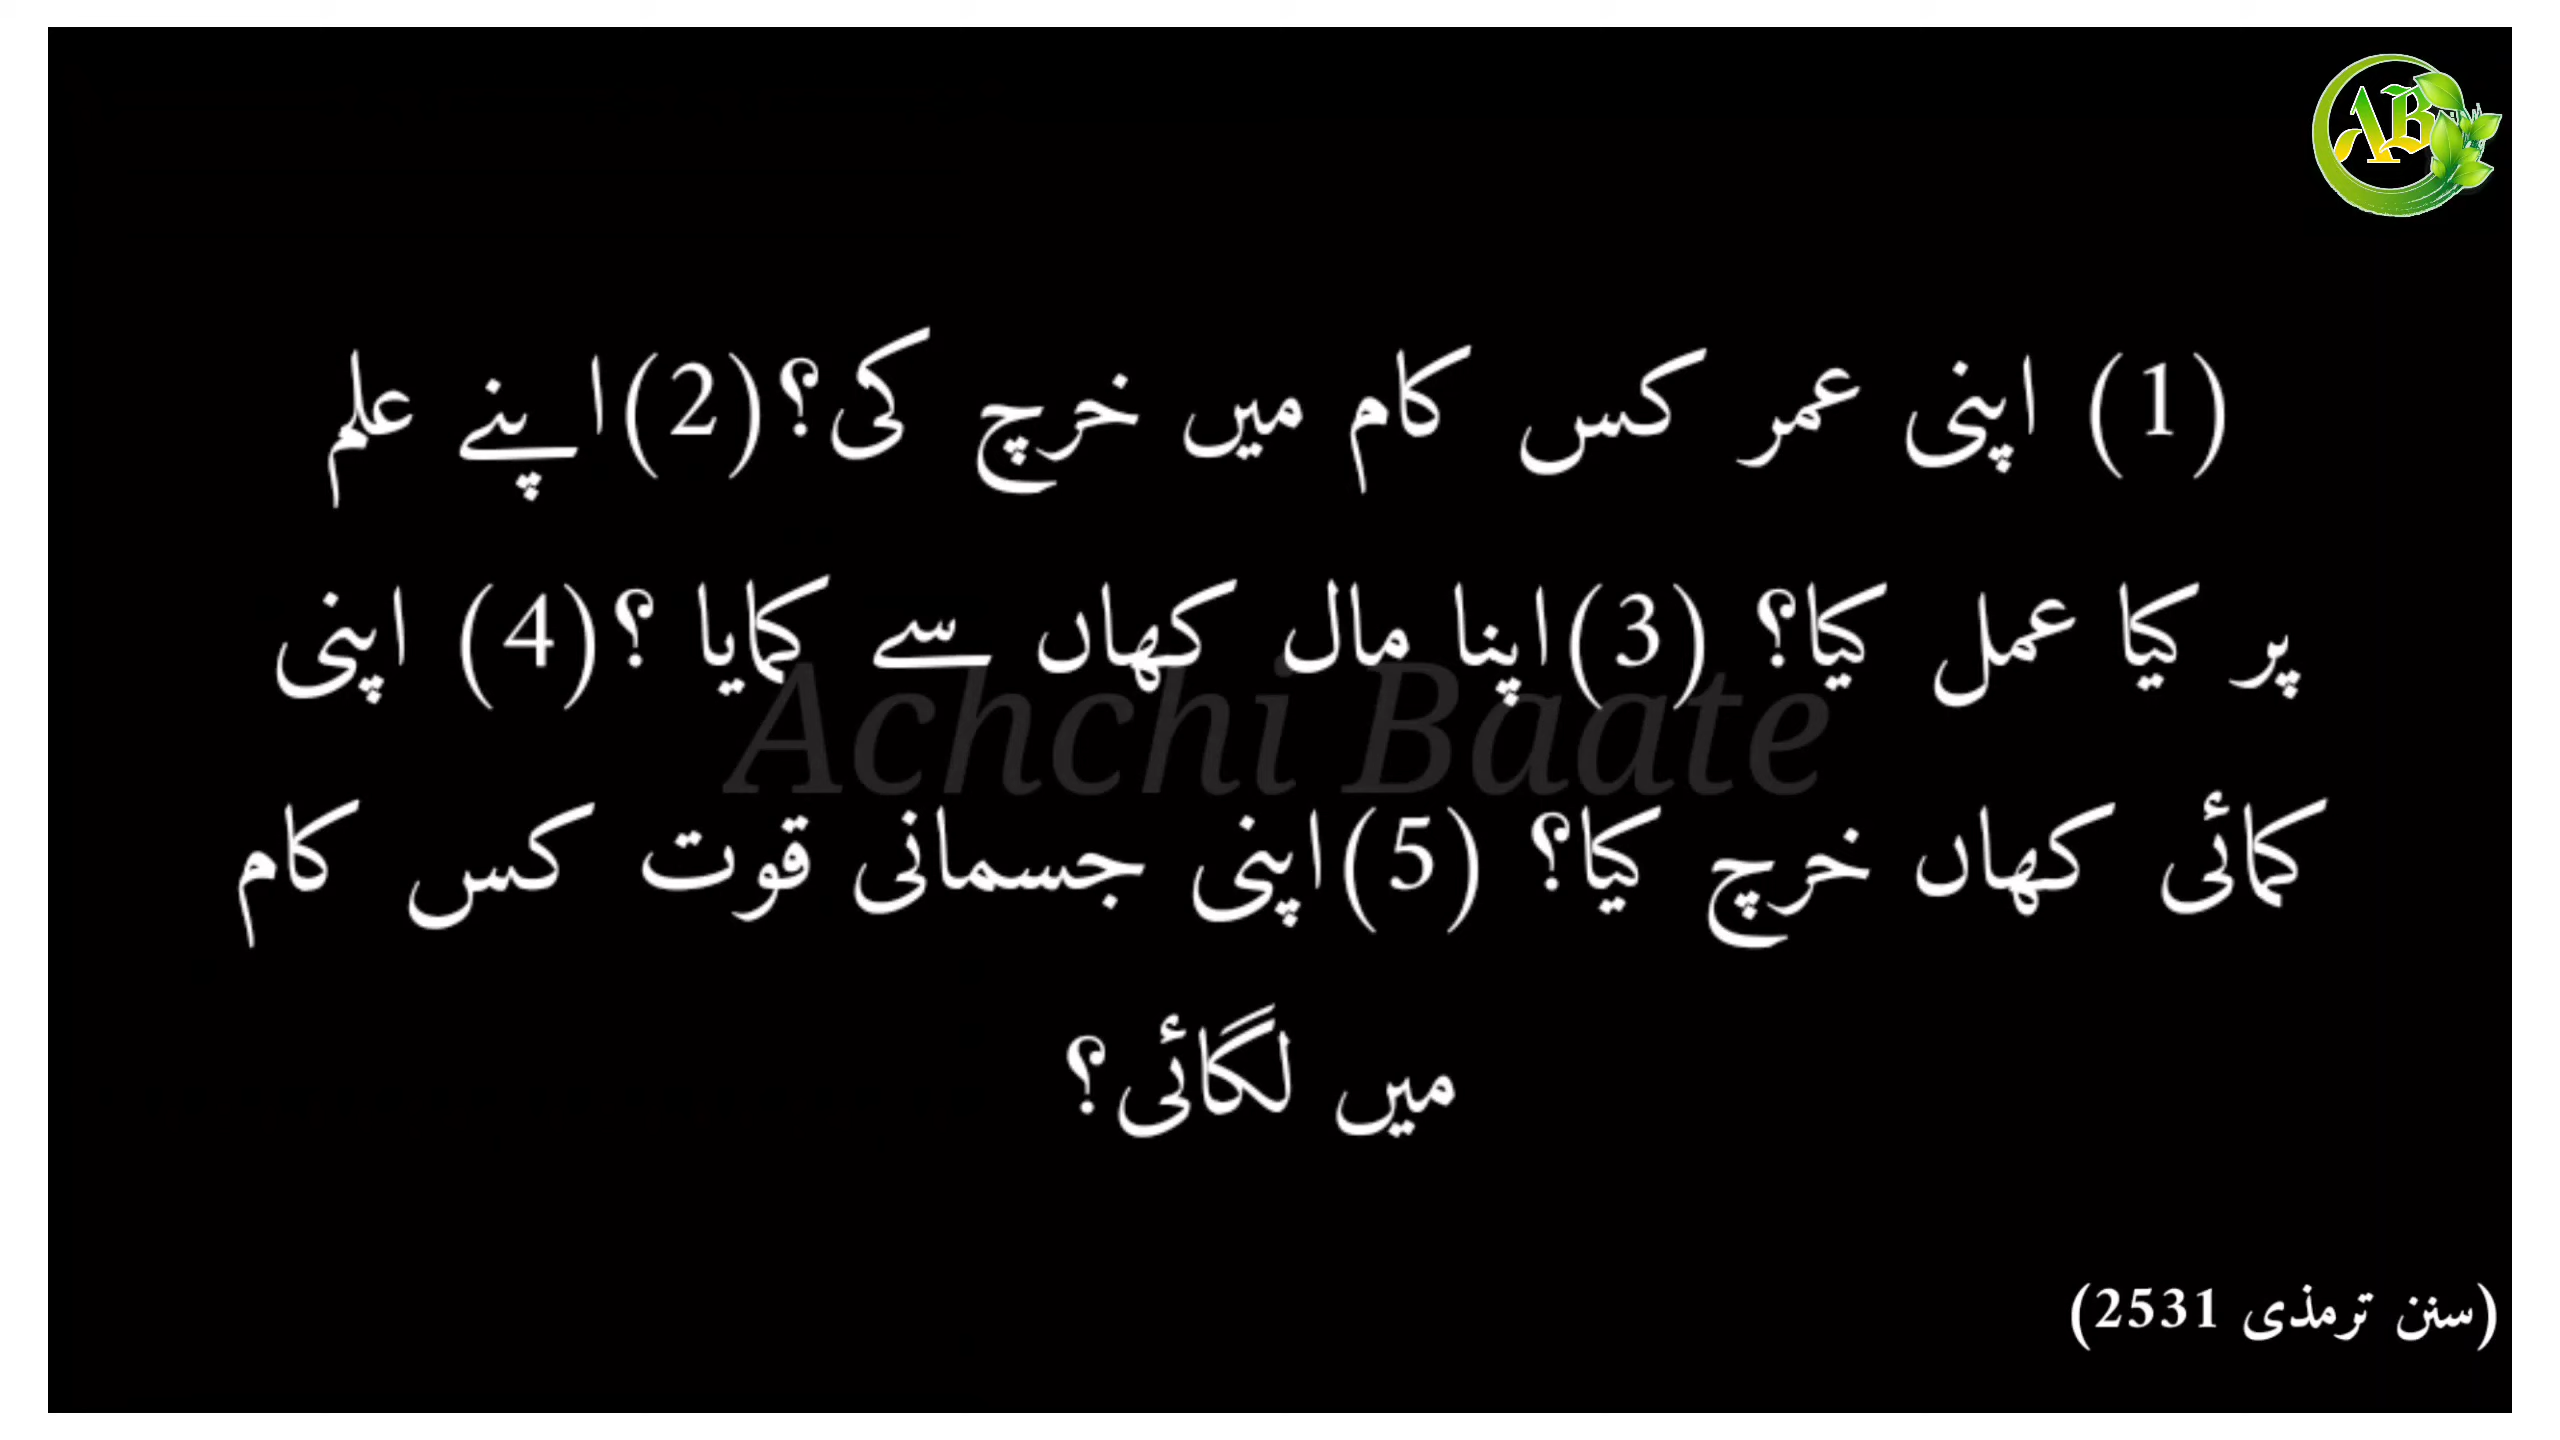 AB
(1) اپنی عمر کس کام میں خرچ کی؟(2)اپنے علم
پر کیا عمل کیا؟ (3)اپنا مال کهاں سے کمایا ؟(4) اپنی
Achchi Baate
کمائی کهاں خرچ کیا؟ (5)اپنی جسمانی قوت کس کام
میں لگائی؟
(سنن ترمذی 2531)